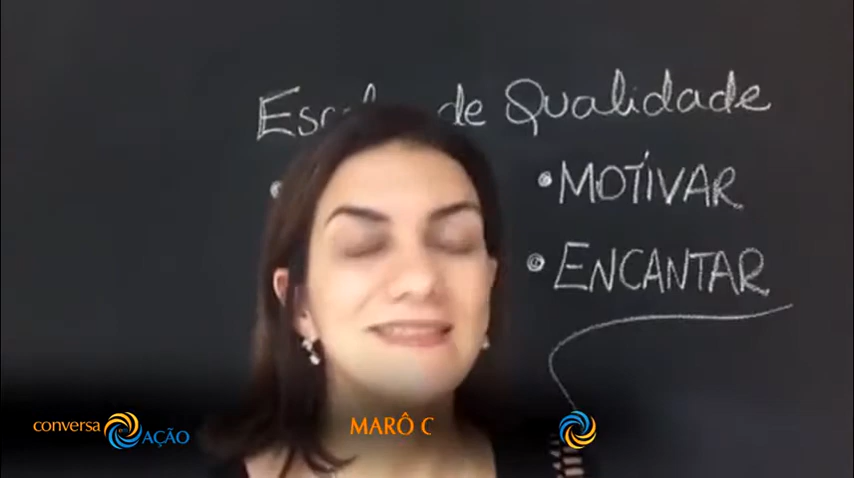 de Qualidade
• MOTIVAR
• ENCANTAR
conversa
e AÇÃO
MARÔ C